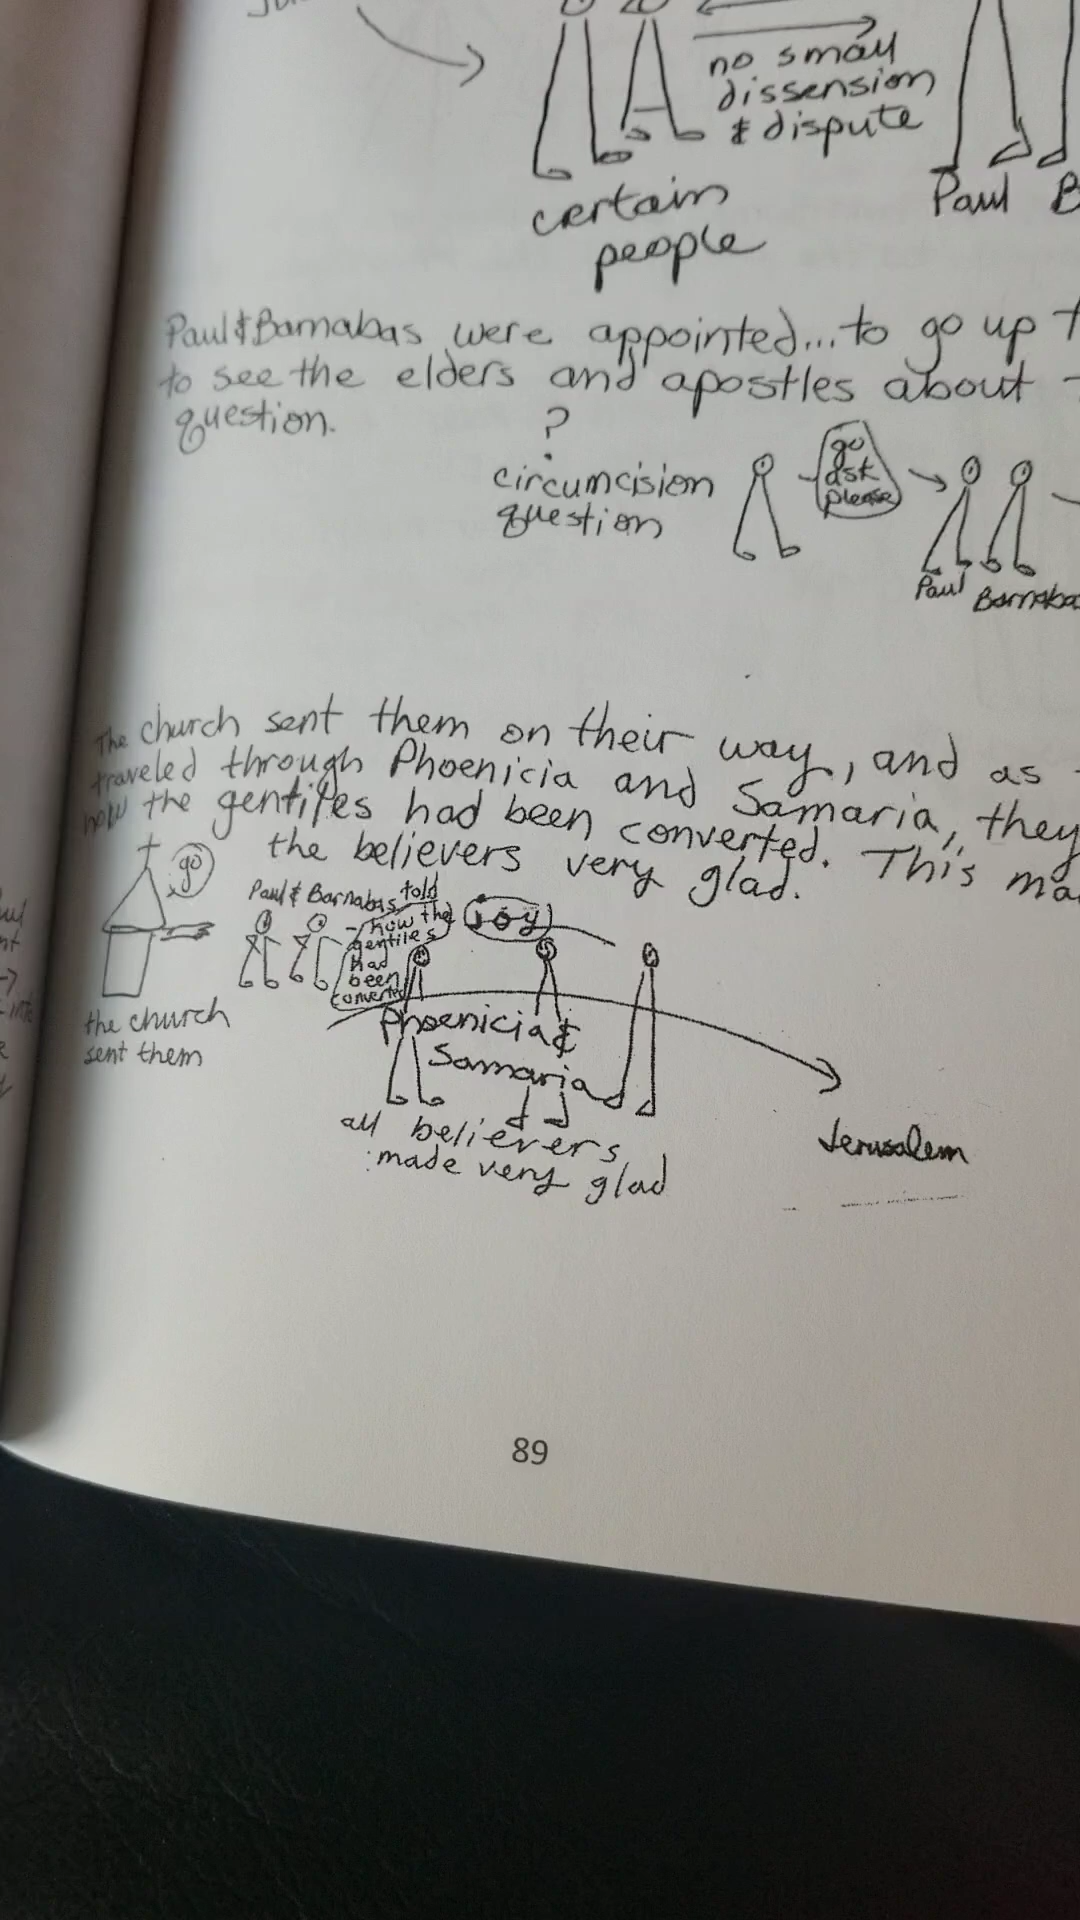 no small
dissension
& dispute
certain
people
Paul
Paul & Barnabas were appointed... to go up
to see the elders and apostles about
question.
?
circumcision
question
go
ask
please
Paul
The church sent them on their way, and as
traveled through Phoenicia and Samaria, they
how the gentiles had been converted. This
the believers very glad.
go
Paul & Barnabas told
how the
gentiles
had
been
converted
joy
the church
sent them
Phoenicia &
Samaria
all believers
made very glad
Jerusalem
89